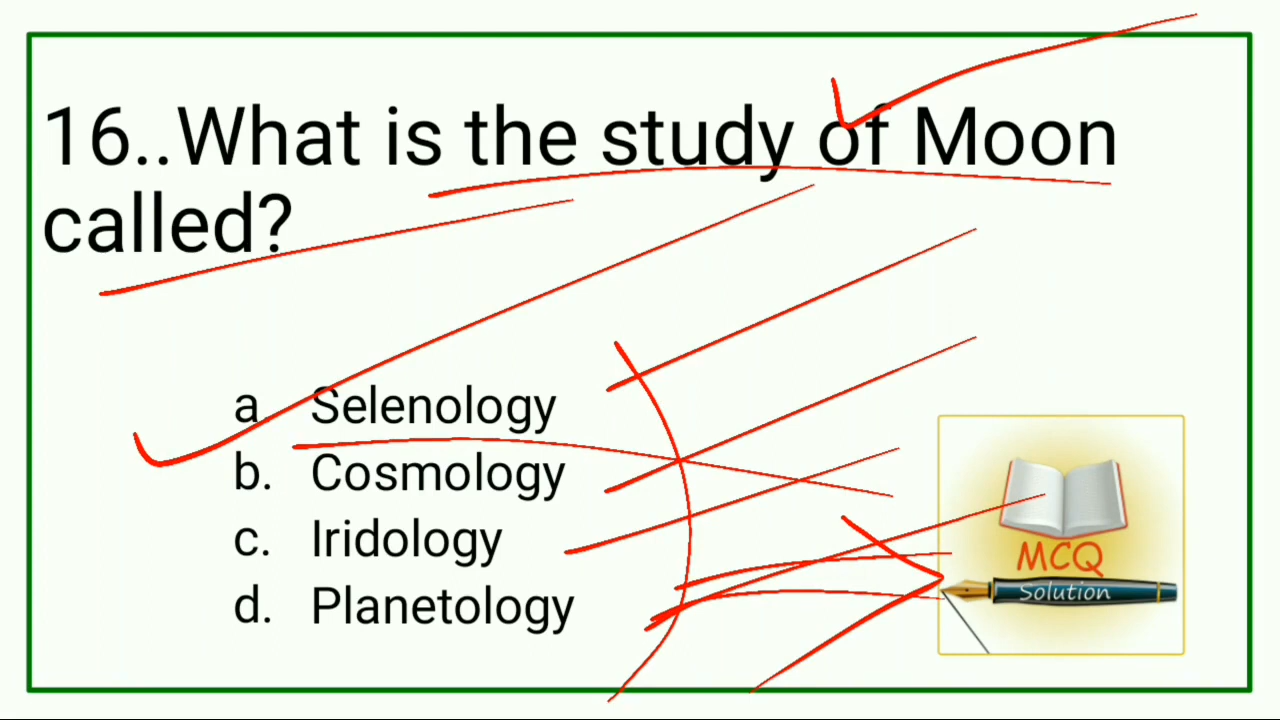 16..What is the study of Moon
called?
a. Selenology
b. Cosmology
c. Iridology
d. Planetology
MCQ
Solution